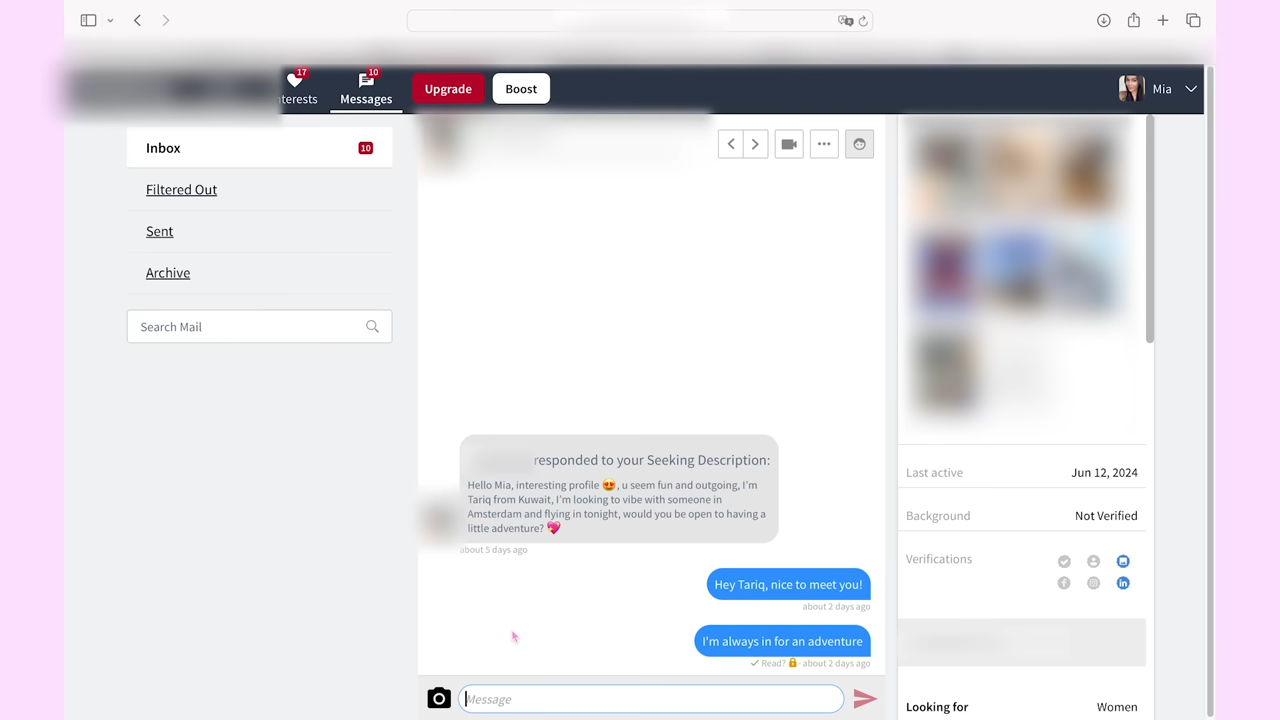 17
nterests
10
Messages
Upgrade
Boost
Mia
Inbox
10
Filtered Out
Sent
Archive
Search Mail
responded to your Seeking Description:
Hello Mia, interesting profile 😍, u seem fun and outgoing, I'm
Tariq from Kuwait, I'm looking to vibe with someone in
Amsterdam and flying in tonight, would you be open to having a
little adventure? 💖
about 5 days ago
Hey Tariq, nice to meet you!
about 2 days ago
I'm always in for an adventure
✓ Read? 🔒 · about 2 days ago
Message
Last active Jun 12, 2024
Background Not Verified
Verifications
Looking for Women